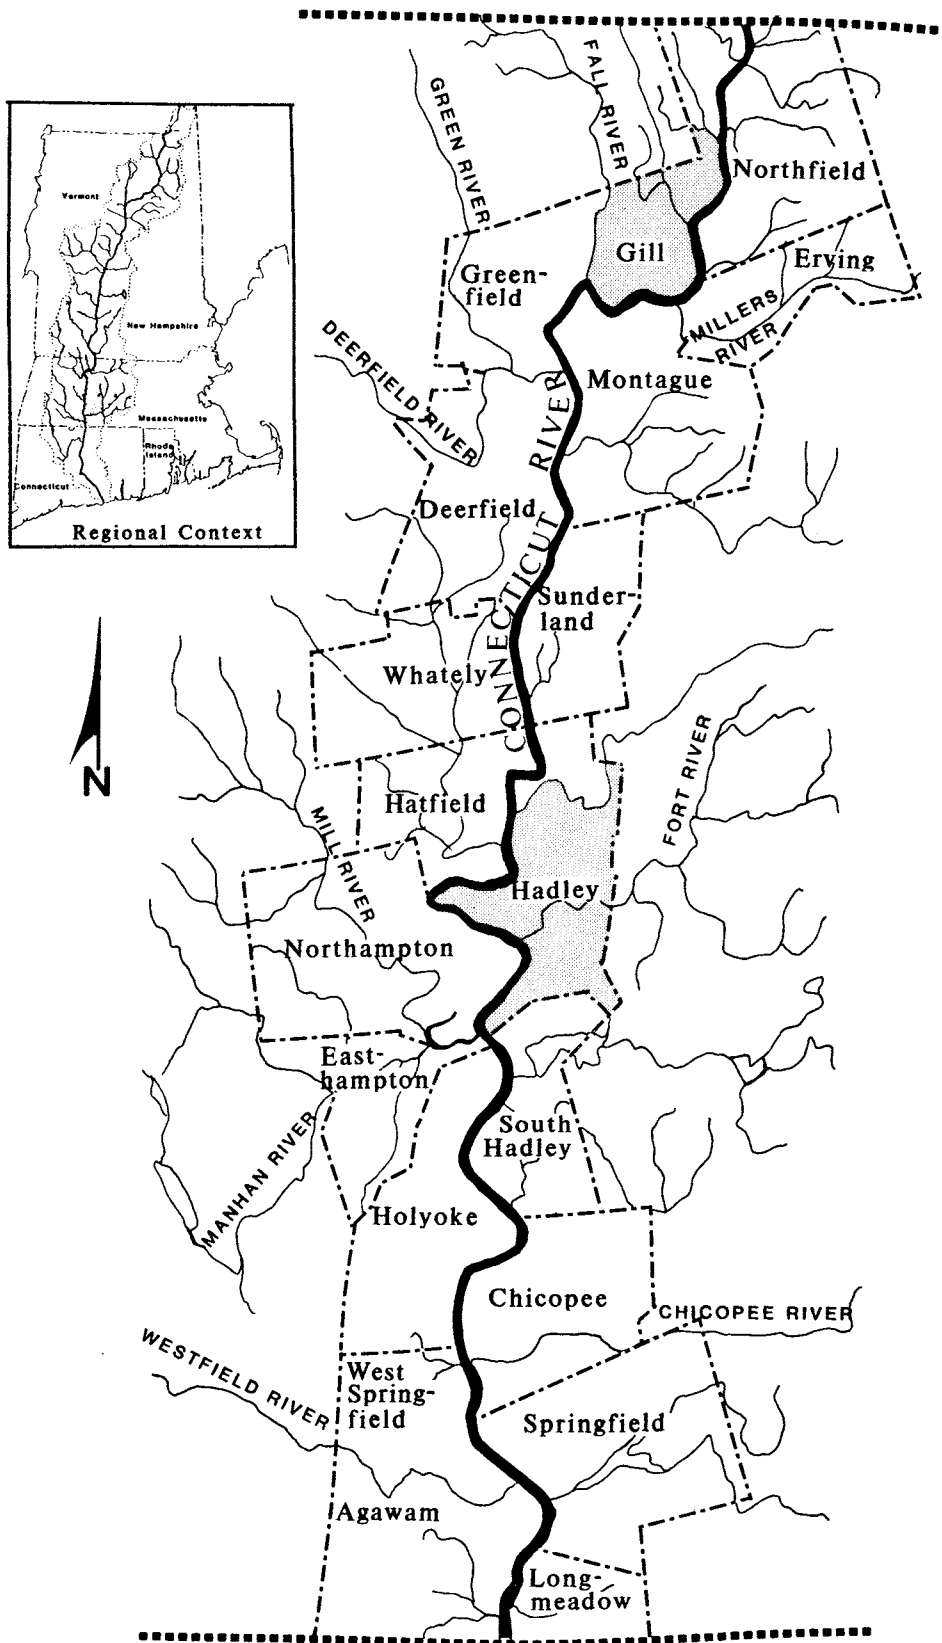 GREEN RIVER
FALL RIVER
Northfield
Gill
Erving
Green-
field
MILLERS
RIVER
DEERFIELD RIVER
Montague
CONNECTICUT RIVER
Deerfield
Sunder-
land
Whately
Hatfield
FORT RIVER
MILL RIVER
Hadley
Northampton
East-
hampton
South
Hadley
MANHAN RIVER
Holyoke
Chicopee
CHICOPEE RIVER
WESTFIELD RIVER
West
Spring-
field
Springfield
Agawam
Long-
meadow
N
Vermont
New Hampshire
Massachusetts
Rhode
Island
Connecticut
Regional Context